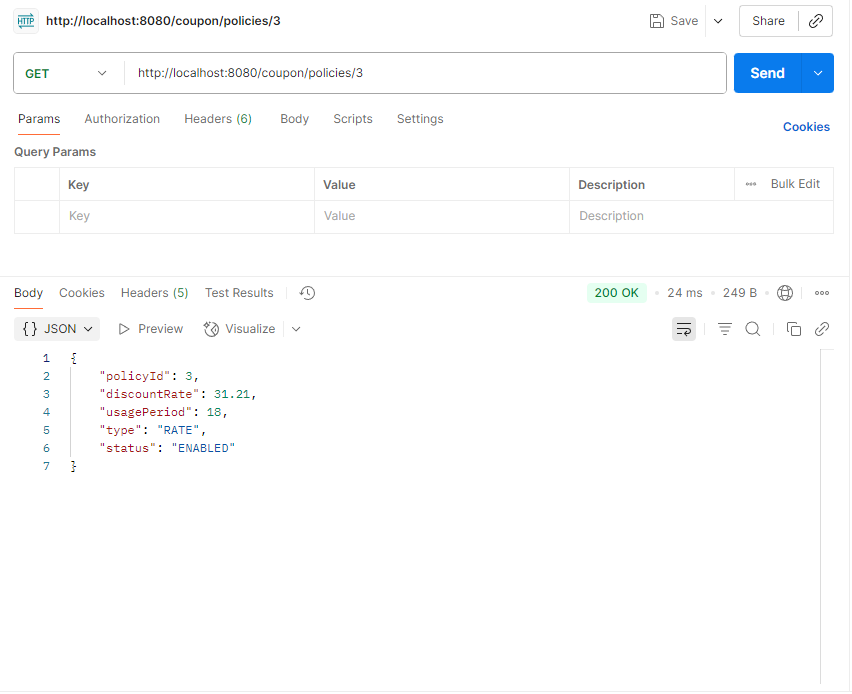 HTTP http://localhost:8080/coupon/policies/3 Save Share
GET http://localhost:8080/coupon/policies/3 Send
Params Authorization Headers (6) Body Scripts Settings Cookies
Query Params
Key Value Description ••• Bulk Edit
Key Value Description
Body Cookies Headers (5) Test Results 200 OK • 24 ms • 249 B • •••
{} JSON Preview Visualize
1 {
2 "policyId": 3,
3 "discountRate": 31.21,
4 "usagePeriod": 18,
5 "type": "RATE",
6 "status": "ENABLED"
7 }